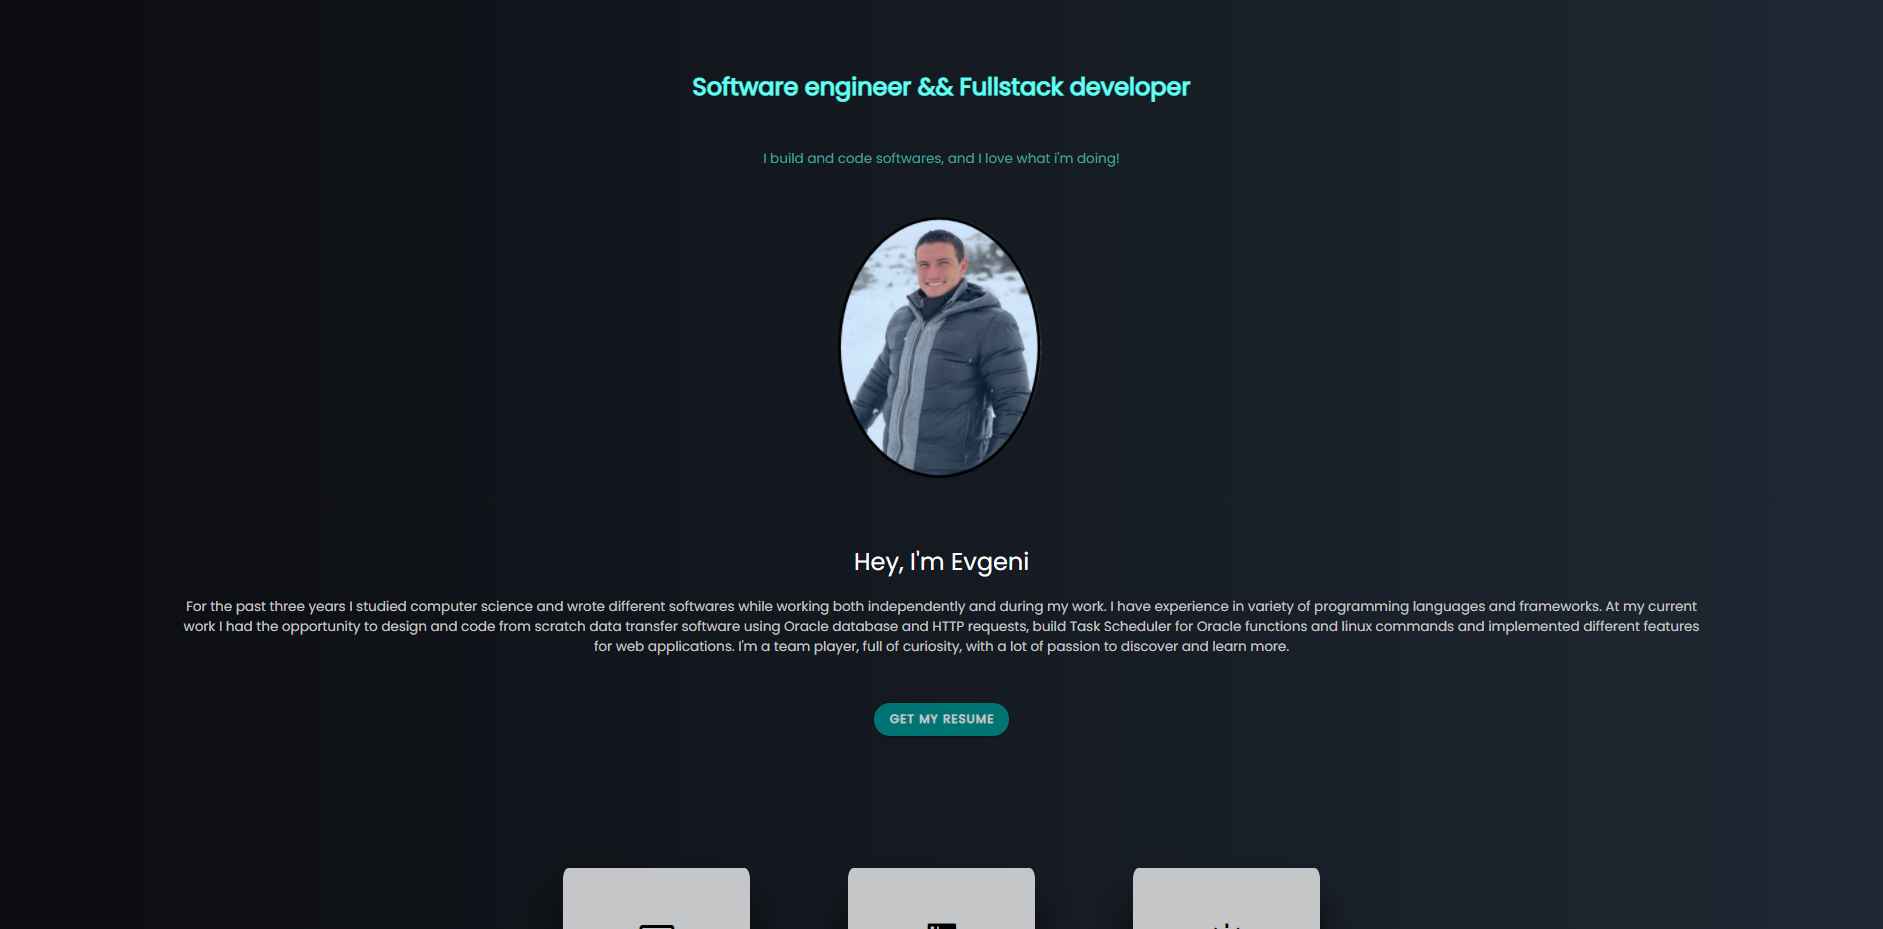 Software engineer && Fullstack developer
I build and code softwares, and I love what i'm doing!
Hey, I'm Evgeni
For the past three years I studied computer science and wrote different softwares while working both independently and during my work. I have experience in variety of programming languages and frameworks. At my current
work I had the opportunity to design and code from scratch data transfer software using Oracle database and HTTP requests, build Task Scheduler for Oracle functions and linux commands and implemented different features
for web applications. I'm a team player, full of curiosity, with a lot of passion to discover and learn more.
GET MY RESUME